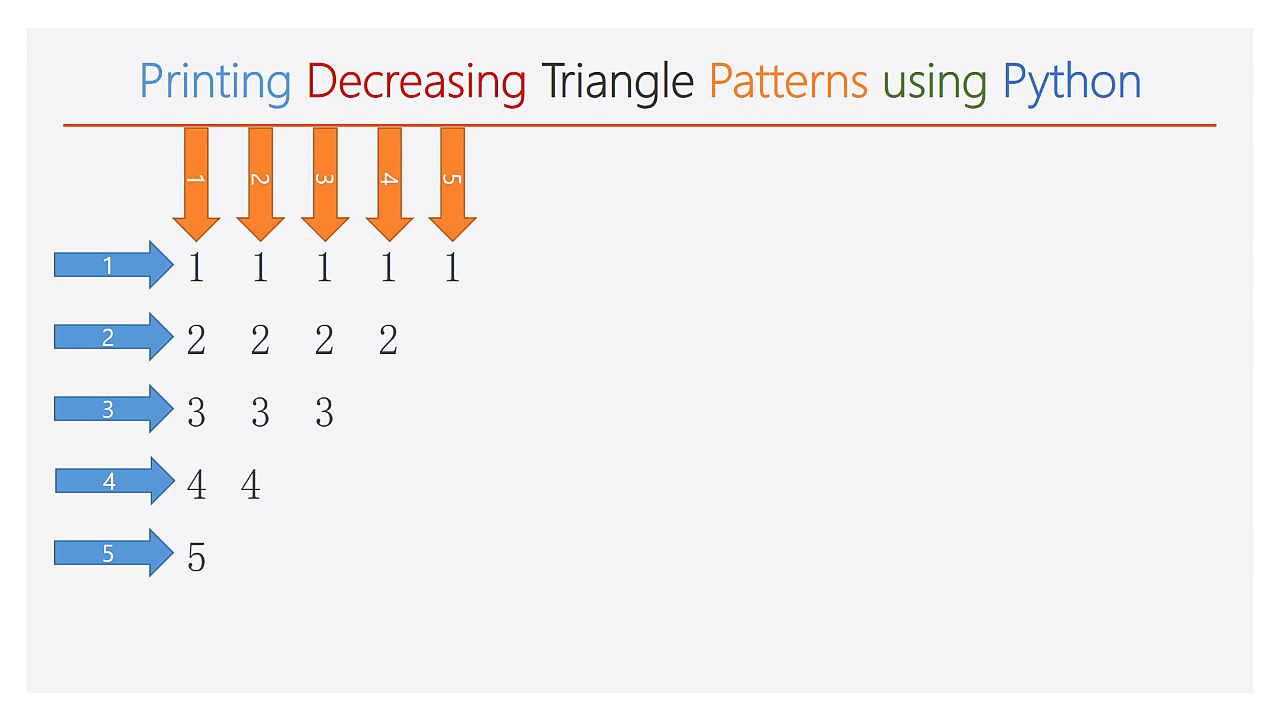 Printing Decreasing Triangle Patterns using Python
1 2 3 4 5
1 1 1 1 1 1
2 2 2 2 2
3 3 3 3
4 4 4
5 5